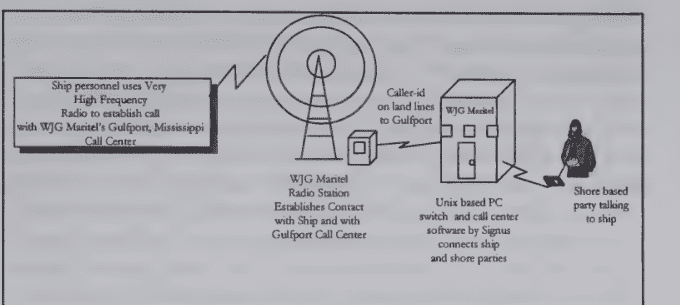 Ship personnel uses Very
High Frequency
Radio to establish call
with WJG Maritel's Gulfport, Mississippi
Call Center
WJG Maritel
Radio Station
Establishes Contact
with Ship and with
Gulfport Call Center
Caller-id
on land lines
to Gulfport
WJG Maritel
Unix based PC
switch and call center
software by Signus
connects ship
and shore parties
Shore based
party talking
to ship